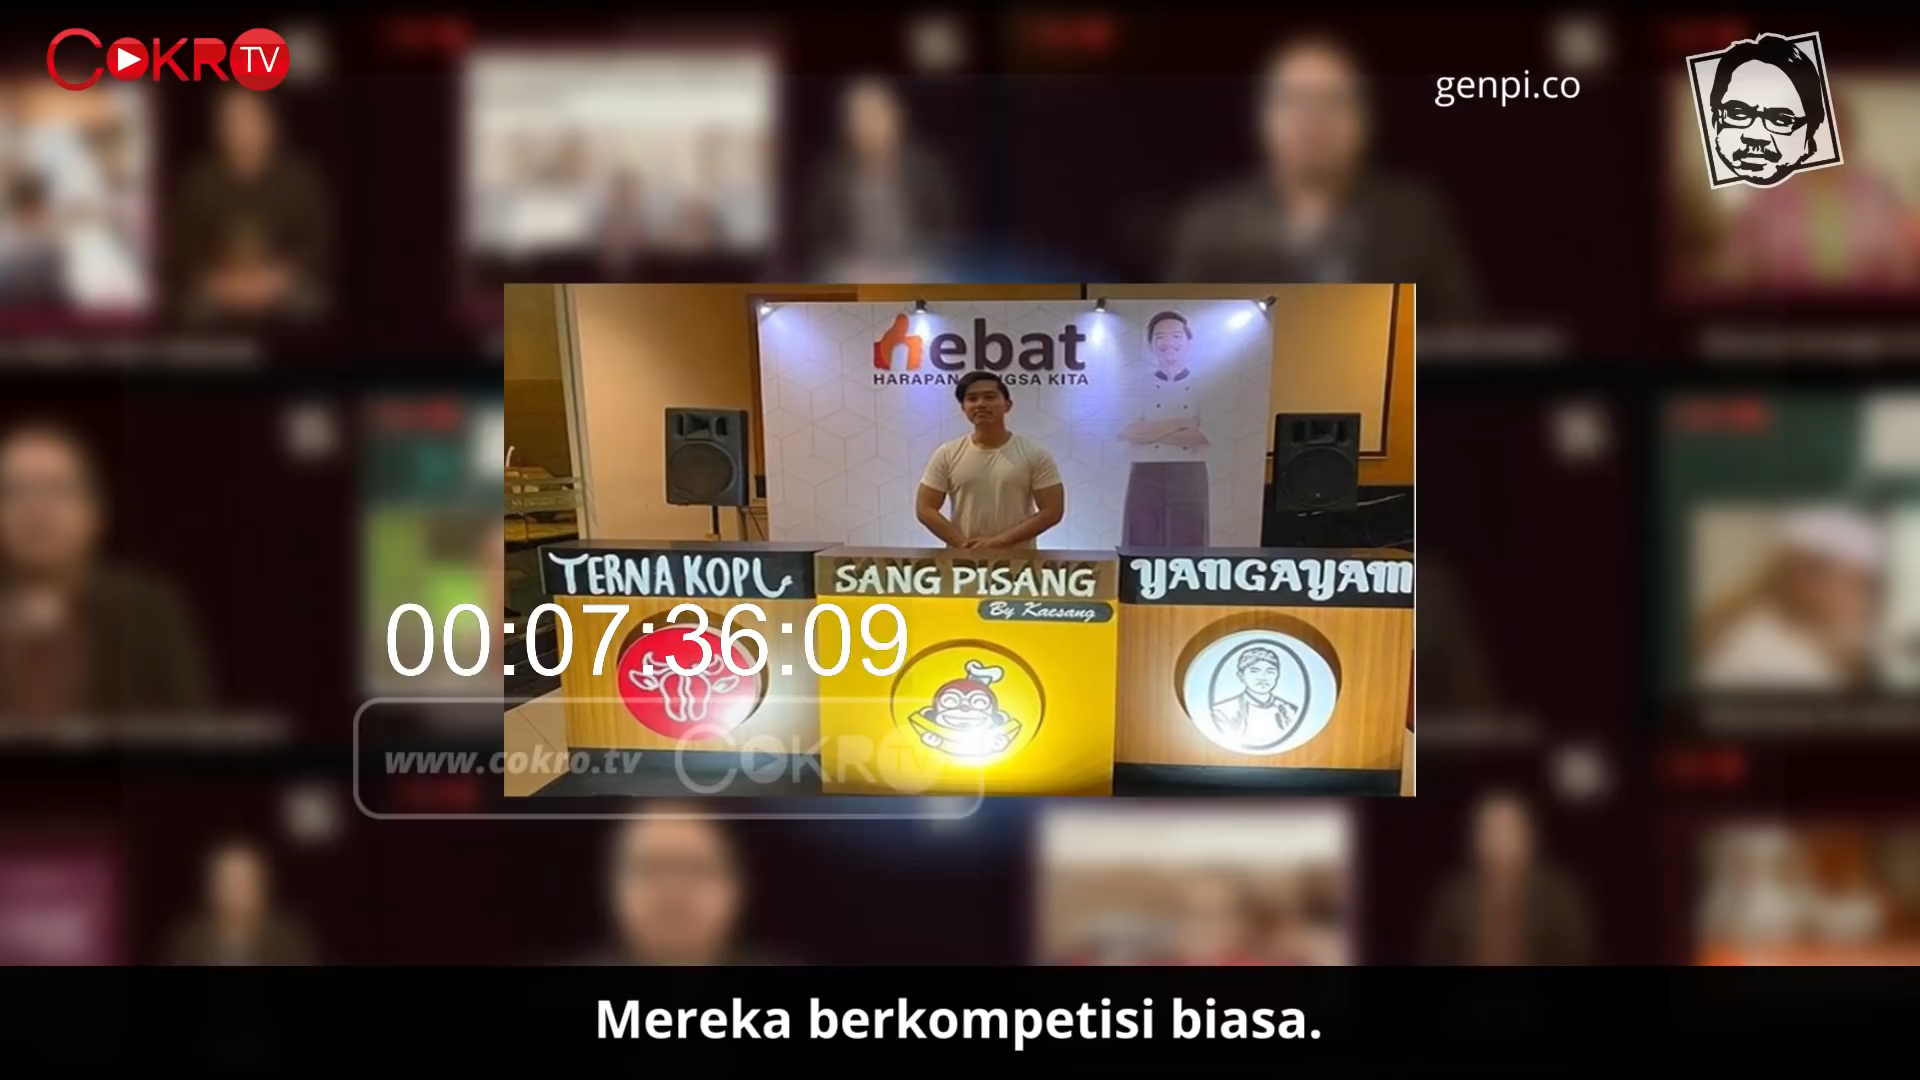 COKRO TV
genpi.co
hebat
HARAPAN NGSA KITA
TERNA KOPI
SANG PISANG
By Kaesang
YANGAYAM
00:07:36:09
www.cokro.tv COKRO TV
Mereka berkompetisi biasa.